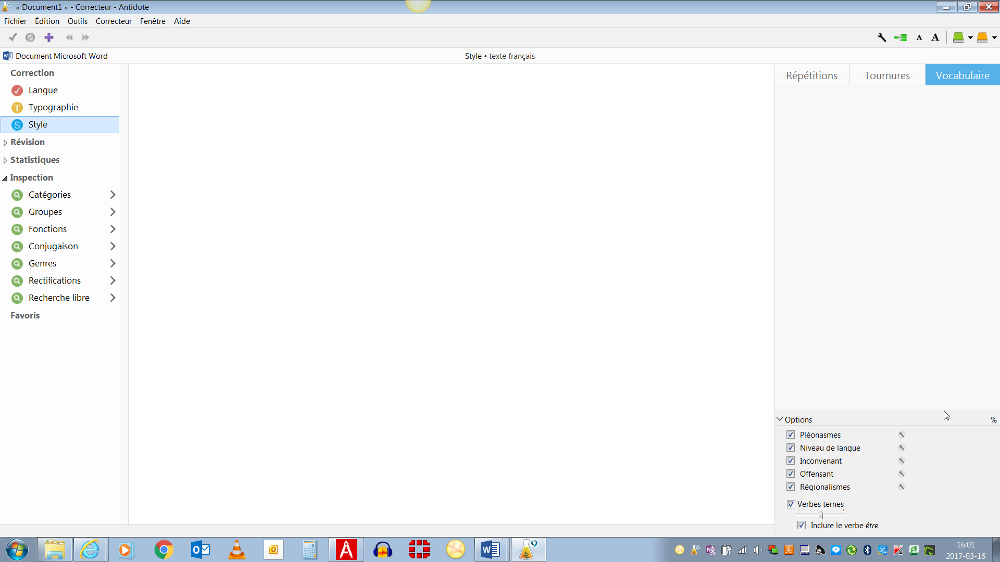 « Document1 » - Correcteur - Antidote
Fichier Édition Outils Correcteur Fenêtre Aide
A A
Document Microsoft Word
Style • texte français
Correction
Langue
Typographie
Style
Révision
Statistiques
Inspection
Catégories
Groupes
Fonctions
Conjugaison
Genres
Rectifications
Recherche libre
Favoris
Répétitions Tournures Vocabulaire
Options %
Pléonasmes
Niveau de langue
Inconvenant
Offensant
Régionalismes
Verbes ternes
Inclure le verbe être
16:01
2017-03-16